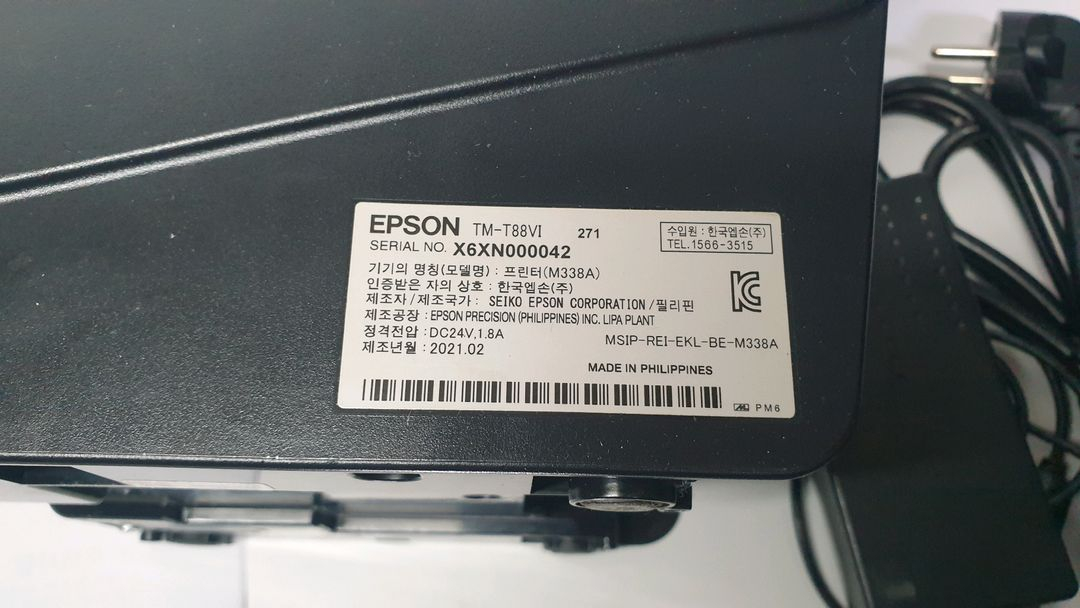 EPSON TM-T88VI 271
수입원 : 한국엡손(주)
TEL.1566-3515
SERIAL NO. X6XN000042
기기의 명칭(모델명) : 프린터(M338A)
인증받은 자의 상호 : 한국엡손(주)
제조자/제조국가 : SEIKO EPSON CORPORATION/필리핀
제조공장 : EPSON PRECISION (PHILIPPINES) INC. LIPA PLANT
정격전압 : DC24V,1.8A
MSIP-REI-EKL-BE-M338A
제조년월 : 2021.02
MADE IN PHILIPPINES
PM6